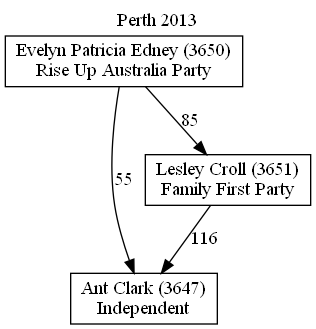 Perth 2013
Evelyn Patricia Edney (3650)
Rise Up Australia Party
85
Lesley Croll (3651)
Family First Party
55
116
Ant Clark (3647)
Independent